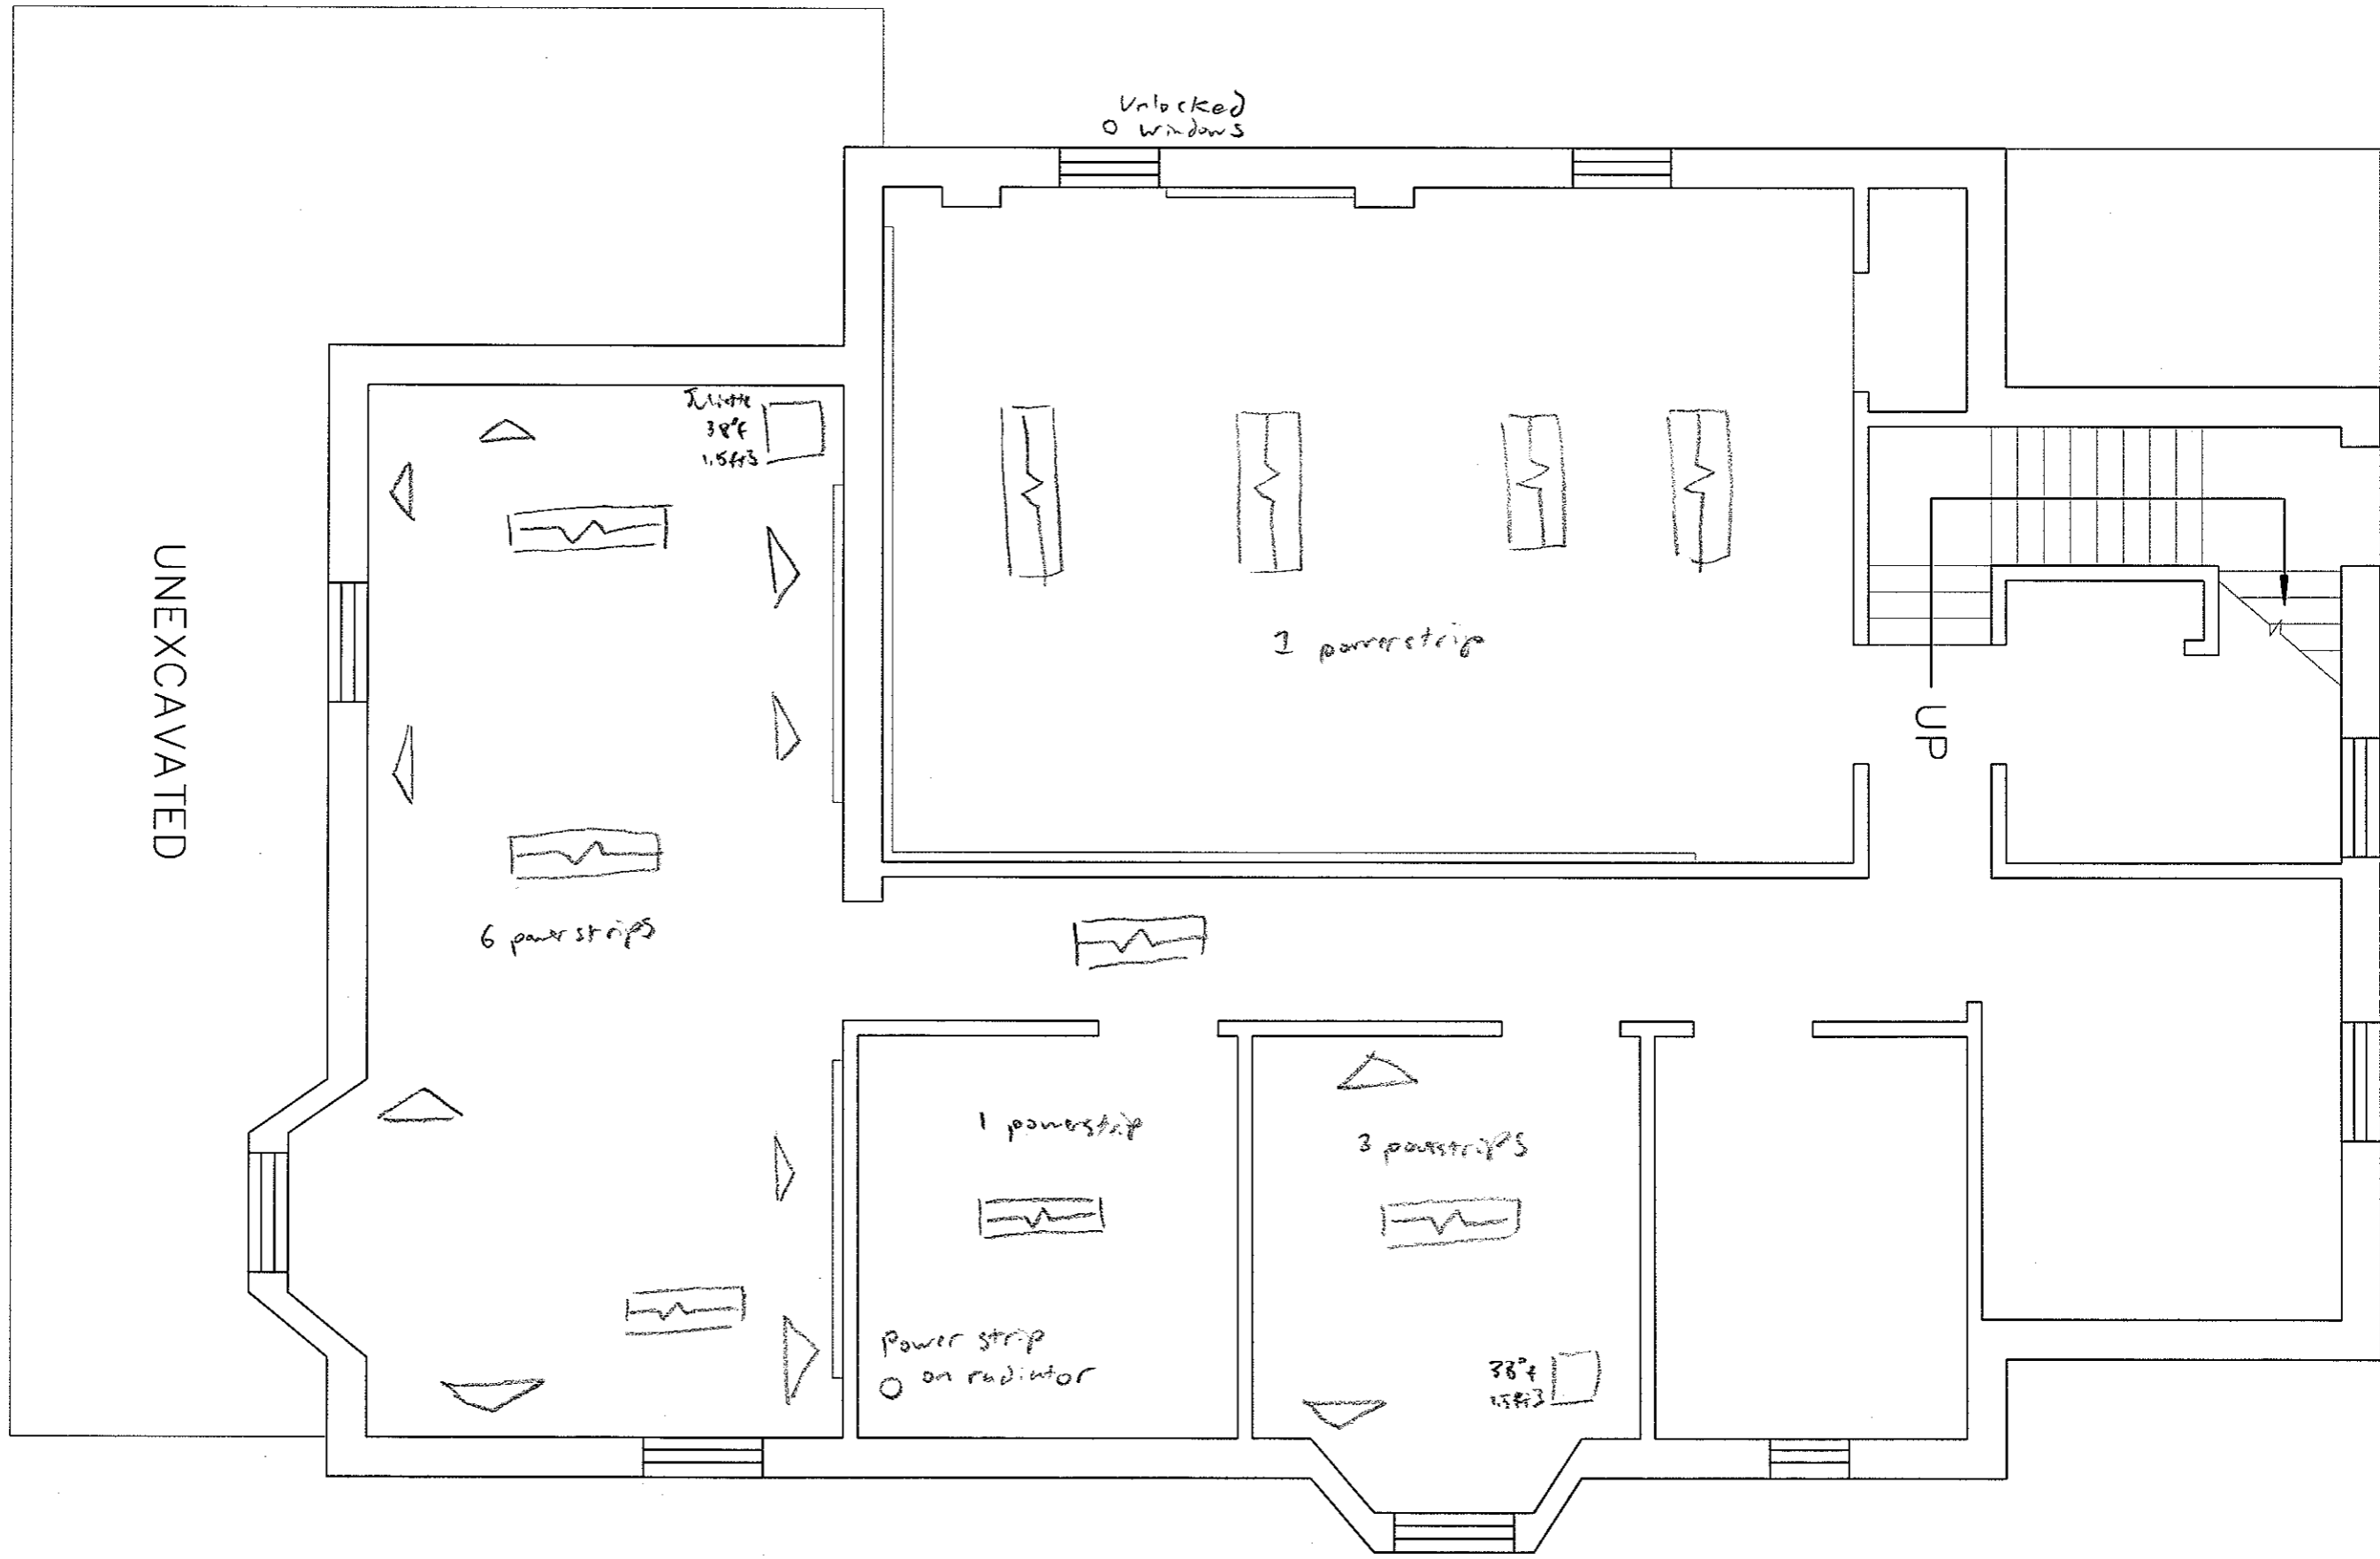 Unlocked
windows
Juliette
38°f
1.5ft3
UNEXCAVATED
1 powerstrip
UP
6 powerstrips
1 powerstrip
3 powerstrips
Power strip
on radiator
38°f
1.5ft3